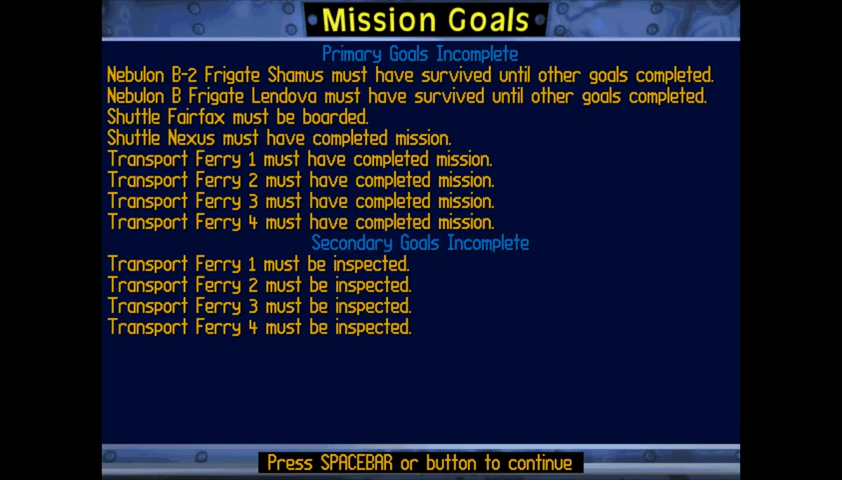 Mission Goals
Primary Goals Incomplete
Nebulon B-2 Frigate Shamus must have survived until other goals completed.
Nebulon B Frigate Lendova must have survived until other goals completed.
Shuttle Fairfax must be boarded.
Shuttle Nexus must have completed mission.
Transport Ferry 1 must have completed mission.
Transport Ferry 2 must have completed mission.
Transport Ferry 3 must have completed mission.
Transport Ferry 4 must have completed mission.
Secondary Goals Incomplete
Transport Ferry 1 must be inspected.
Transport Ferry 2 must be inspected.
Transport Ferry 3 must be inspected.
Transport Ferry 4 must be inspected.
Press SPACEBAR or button to continue